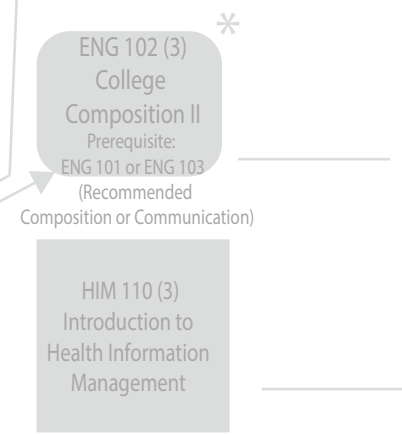 *
ENG 102 (3)
College
Composition II
Prerequisite:
ENG 101 or ENG 103
(Recommended
Composition or Communication)
HIM 110 (3)
Introduction to
Health Information
Management